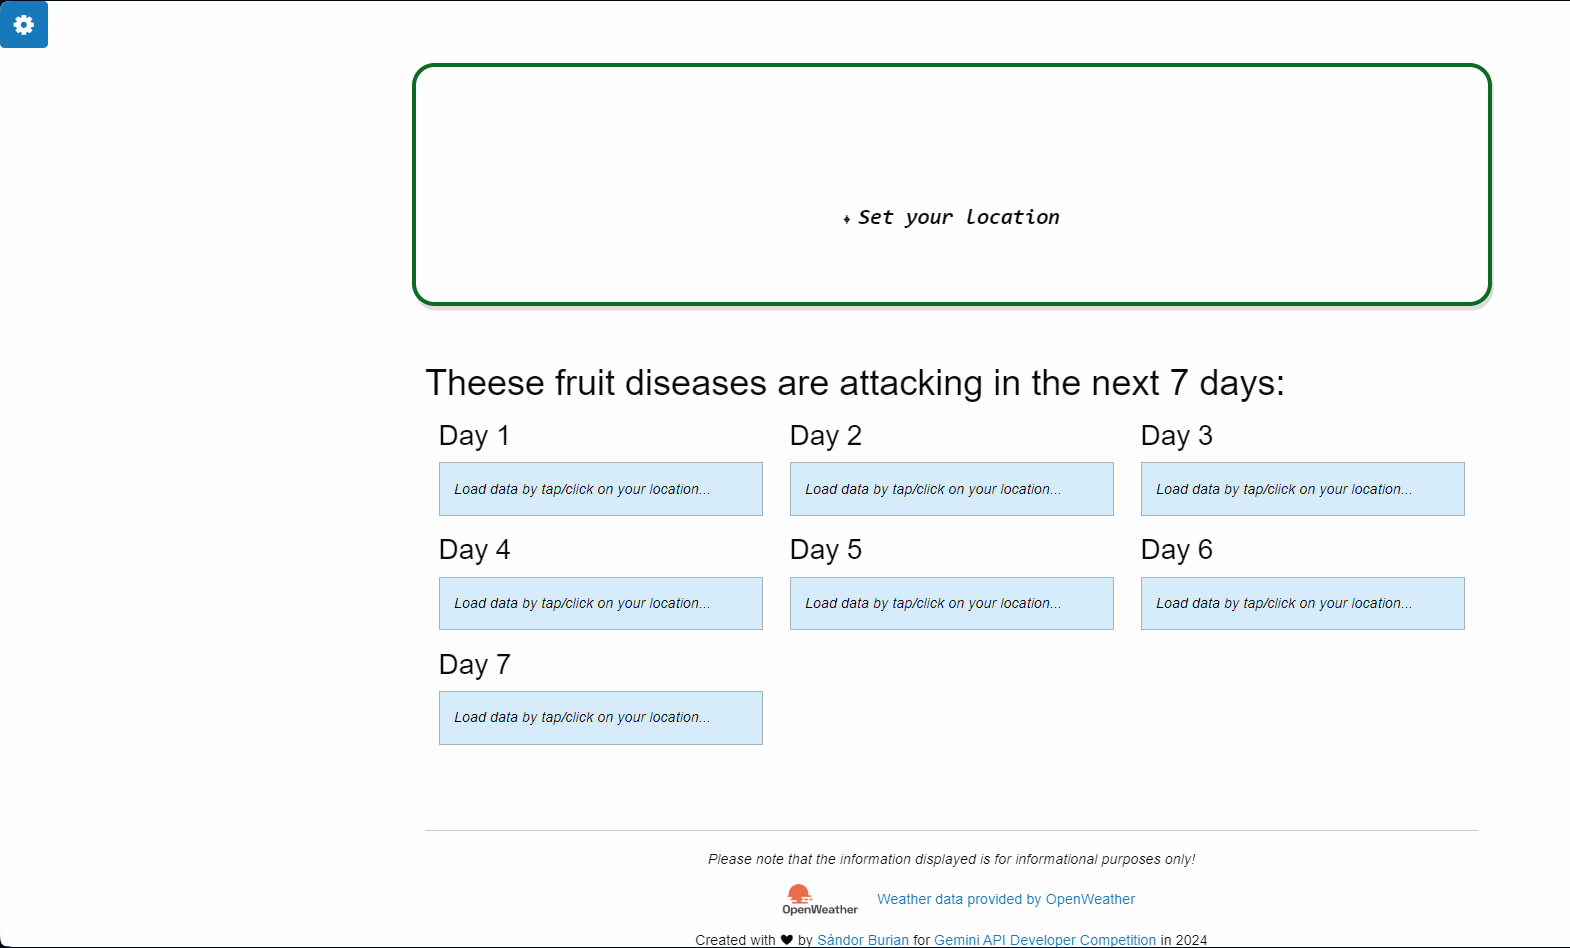 Set your location
Theese fruit diseases are attacking in the next 7 days:
Day 1 Day 2 Day 3
Load data by tap/click on your location... Load data by tap/click on your location... Load data by tap/click on your location...
Day 4 Day 5 Day 6
Load data by tap/click on your location... Load data by tap/click on your location... Load data by tap/click on your location...
Day 7
Load data by tap/click on your location...
Please note that the information displayed is for informational purposes only!
OpenWeather Weather data provided by OpenWeather
Created with ♥ by Sándor Burian for Gemini API Developer Competition in 2024